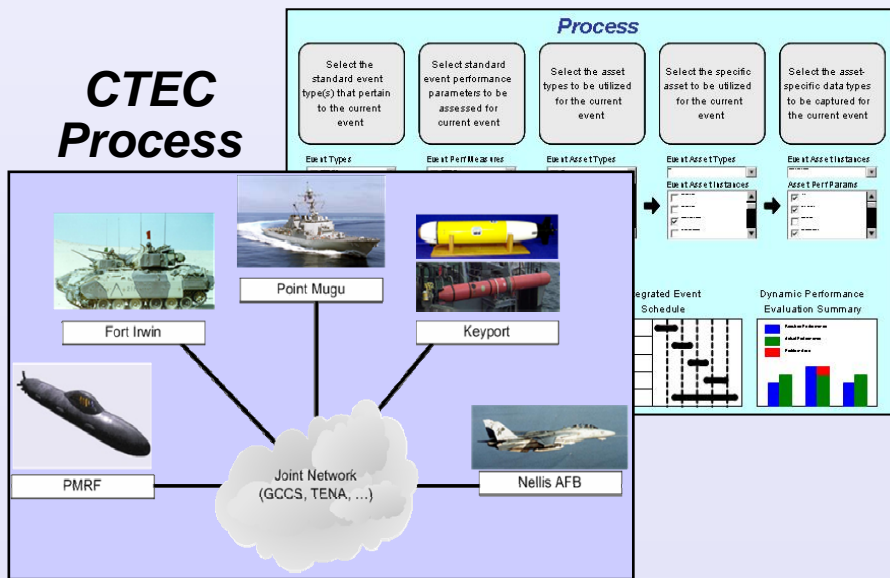 CTEC
Process
Process
Select the
standard event
type(s) that pertain
to the current
event
Select standard
event performance
parameters to be
assessed for
current event
Select the asset
types to be utilized
for the current
event
Select the specific
asset to be utilized
for the current
event
Select the asset-
specific data types
to be captured for
the current event
Event Types
Event Perf Measures
Event Asset Types
Event Asset Types
Event Asset Instances
Event Asset Instances
Asset Perf Params
Event
Schedule
Dynamic Performance
Evaluation Summary
Fort Irwin
Point Mugu
Keyport
PMRF
Joint Network
(GCCS, TENA, ...)
Nellis AFB